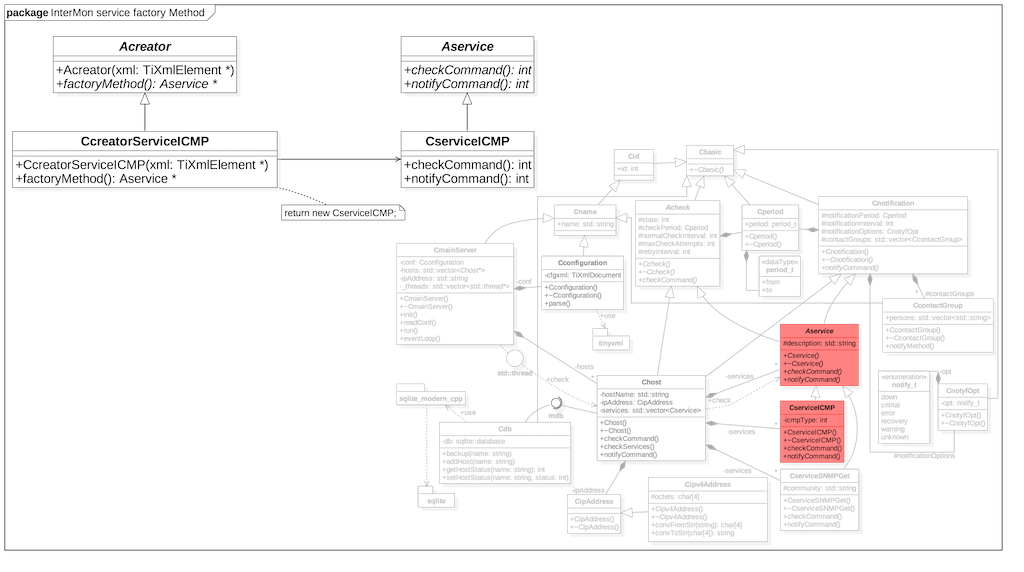 package InterMon service factory Method
Acreator
+Acreator(xml: TiXmlElement *)
+factoryMethod(): Aservice *
Aservice
+checkCommand(): int
+notifyCommand(): int
CcreatorServiceICMP
+CcreatorServiceICMP(xml: TiXmlElement *)
+factoryMethod(): Aservice *
CserviceICMP
+checkCommand(): int
+notifyCommand(): int
return new CserviceICMP;
Cid
+id: int
Cbasic
+~Cbasic()
Cname
+name: std::string
Acheck
#state: int
#checkPeriod: Cperiod
#normalCheckInterval: int
#maxCheckAttempts: int
#retryInterval: int
+Ccheck()
+~Ccheck()
+checkCommand()
Cperiod
+period: period_t
+Cperiod()
+~Cperiod()
«dataType»
period_t
+from
+to
Cnotification
#notificationPeriod: Cperiod
#notificationInterval: int
#notificationOptions: CnotyfOpt
#contactGroups: std::vector<CcontactGroup>
+Cnotification()
+~Cnotification()
+notifyCommand()
CmainServer
-conf: Cconfiguration
-hosts: std::vector<Chost*>
-ipAddress: std::string
-_threads: std::vector<std::thread*>
+CmainServer()
+~CmainServer()
+init()
+readConf()
+run()
+eventLoop()
-conf
Cconfiguration
-cfgxml: TiXmlDocument
+Cconfiguration()
+~Cconfiguration()
+parse()
+use
tinyxml
#contactGroups
CcontactGroup
+persons: std::vector<std::string>
+CcontactGroup()
+~CcontactGroup()
+notifyMethod()
Aservice
#description: std::string
+Cservice()
+~Cservice()
+checkCommand()
+notifyCommand()
std::thread
-hosts
+check
Chost
-hostName: std::string
-ipAddress: CipAddress
-services: std::vector<Cservice>
+Chost()
+~Chost()
+checkCommand()
+checkServices()
+notifyCommand()
-services
+check
-services
-services
CserviceICMP
-icmpType: int
+CserviceICMP()
+~CserviceICMP()
+checkCommand()
+notifyCommand()
«enumeration»
notify_t
down
critital
error
recovery
warning
unknown
-opt
CnotyfOpt
-opt: notify_t
+CnotyfOpt()
+~CnotyfOpt()
#notificationOptions
sqlite_modern_cpp
+use
mdb
Cdb
-db: sqlite::database
+backup(name: string)
+addHost(name: string)
+getHostStatus(name: string): int
+setHostStatus(name: string, status: int)
sqlite
-ipAddress
CipAddress
+CipAddress()
+~CipAddress()
Cipv4Address
#octets: char[4]
+Cipv4Address()
+~Cipv4Address()
+convFromStr(string): char[4]
+convToStr(char[4]): string
CserviceSNMPGet
#community: std::string
+CserviceSNMPGet()
+~CserviceSNMPGet()
+checkCommand()
+notifyCommand()